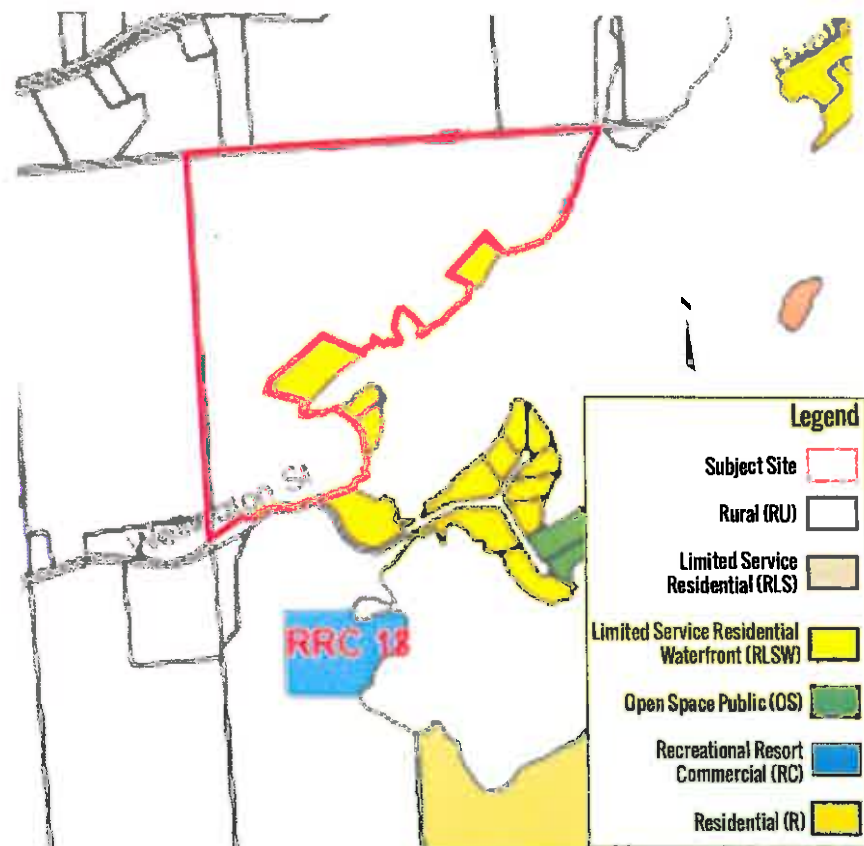 St
RRC 18
Legend
Subject Site
Rural (RU)
Limited Service
Residential (RLS)
Limited Service Residential
Waterfront (RLSW)
Open Space Public (OS)
Recreational Resort
Commercial (RC)
Residential (R)